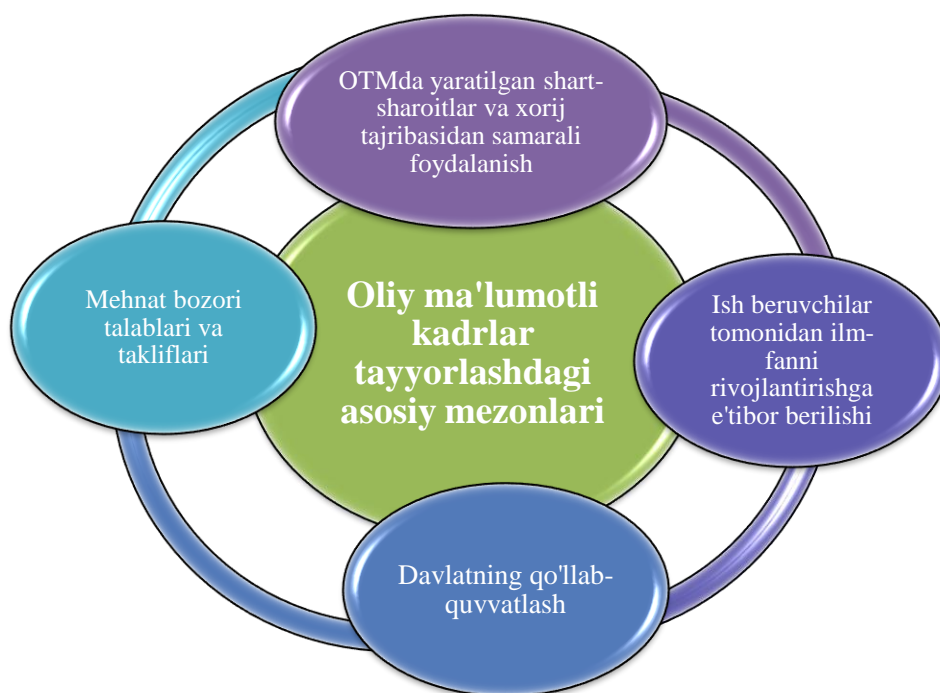 OTMda yaratilgan shart-
sharoitlar va xorij
tajribasidan samarali
foydalanish
Mehnat bozori
talablari va
takliflari
Oliy ma'lumotli
kadrlar
tayyorlashdagi
asosiy mezonlari
Ish beruvchilar
tomonidan ilm-
fanni
rivojlantirishga
e'tibor berilishi
Davlatning qo'llab-
quvvatlash